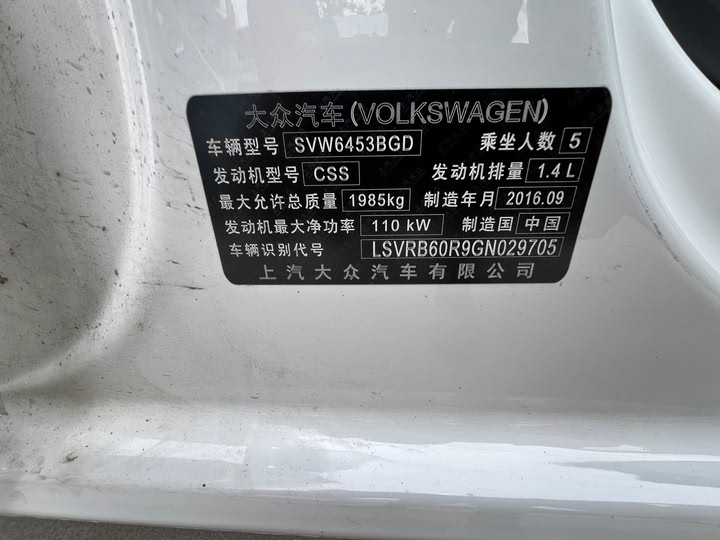 大众汽车(VOLKSWAGEN)
车辆型号 SVW6453BGD 乘坐人数 5
发动机型号 CSS 发动机排量 1.4 L
最大允许总质量 1985kg 制造年月 2016.09
发动机最大净功率 110 kW 制造国 中国
车辆识别代号 LSVRB60R9GN029705
上汽大众汽车有限公司